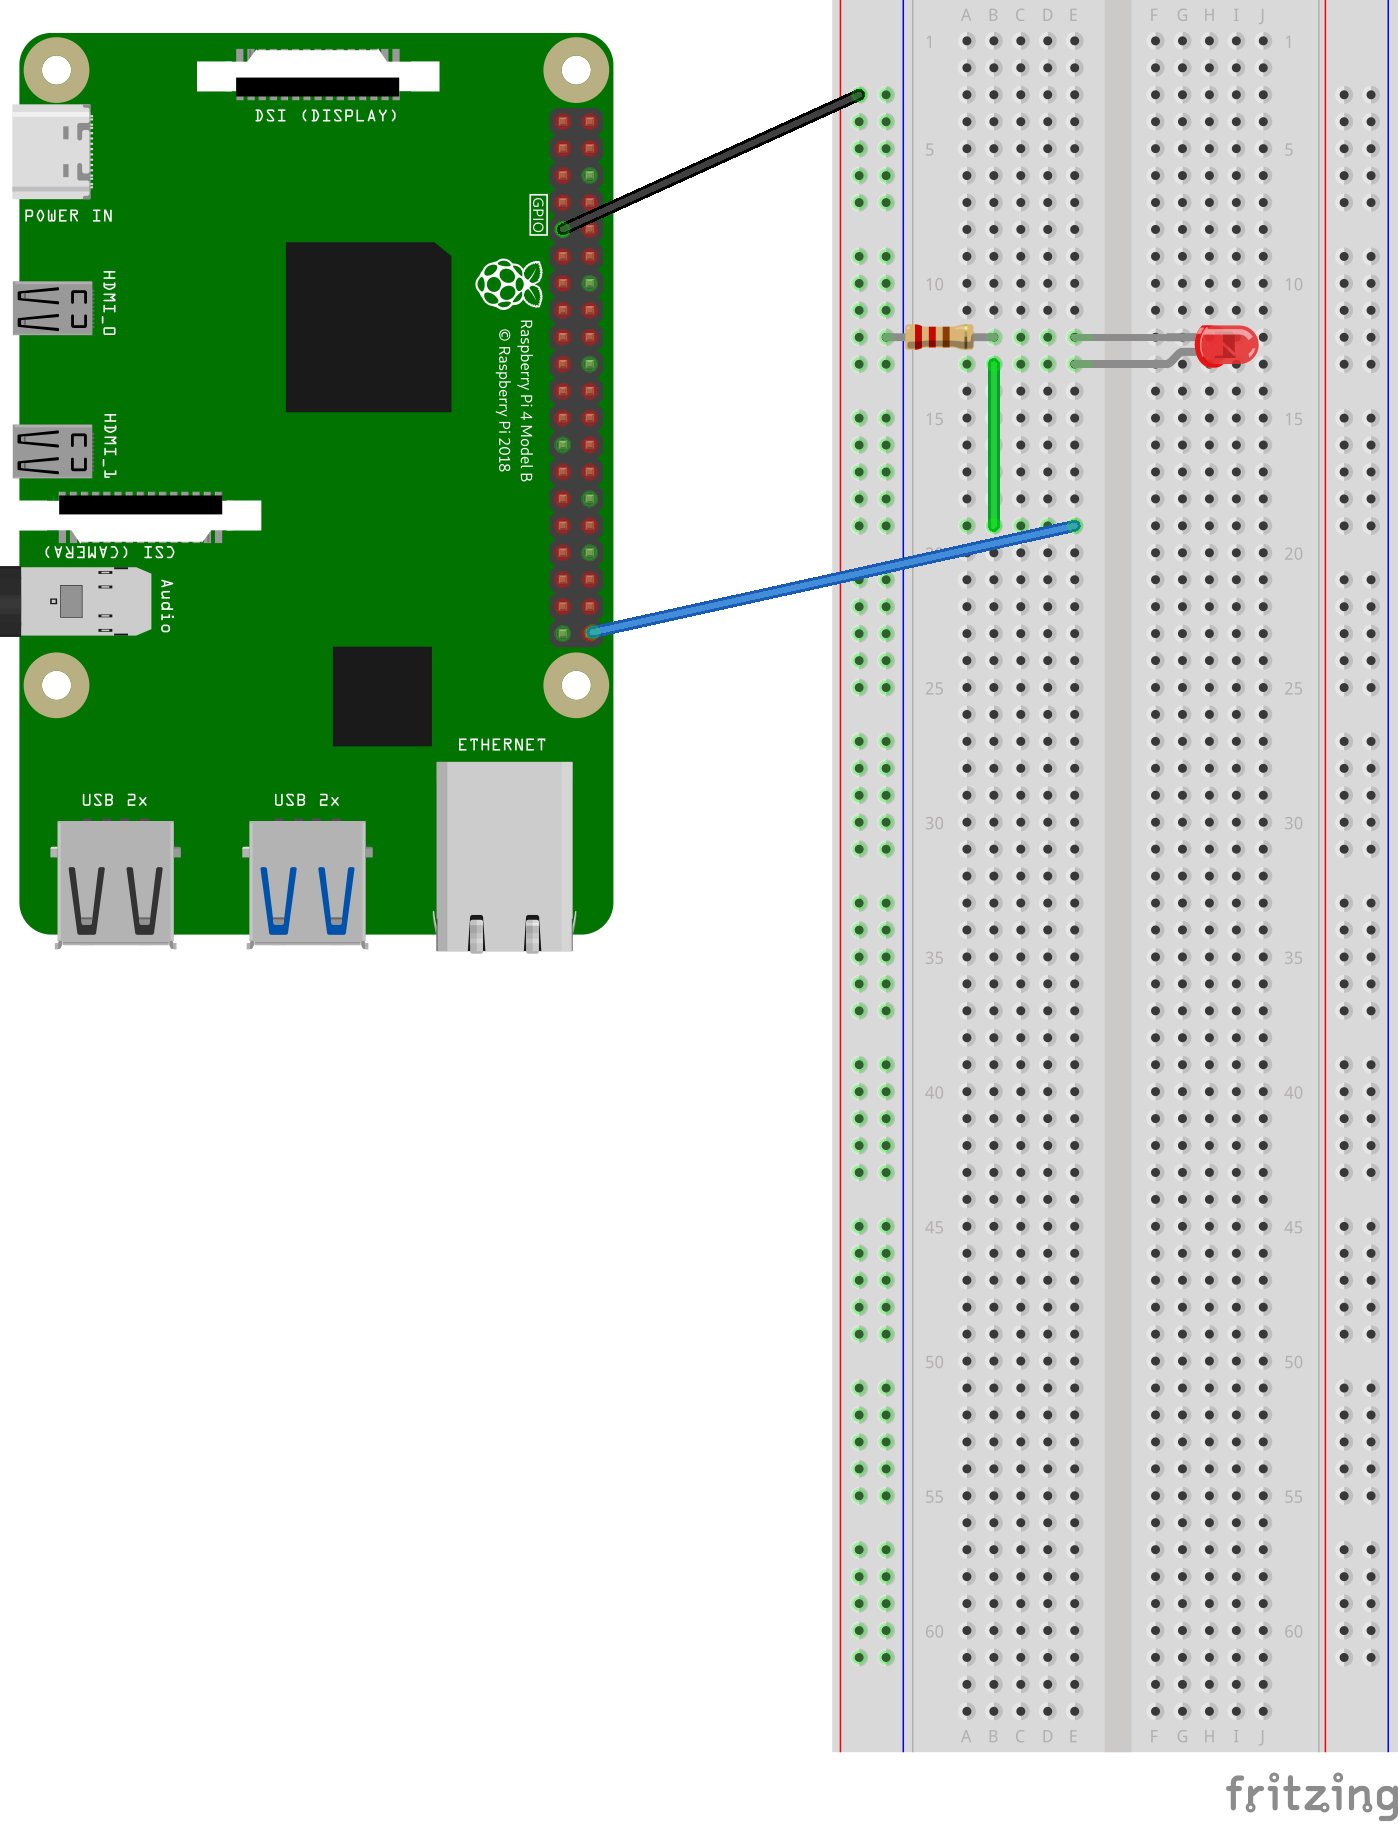 DSI (DISPLAY)
POWER IN
HDMI_0
HDMI_1
CSI (CAMERA)
Audio
GPIO
Raspberry Pi 4 Model B
© Raspberry Pi 2018
ETHERNET
USB 2x
USB 2x
A B C D E F G H I J
1 1
5 5
10 10
15 15
20 20
25 25
30 30
35 35
40 40
45 45
50 50
55 55
60 60
A B C D E F G H I J
fritzing